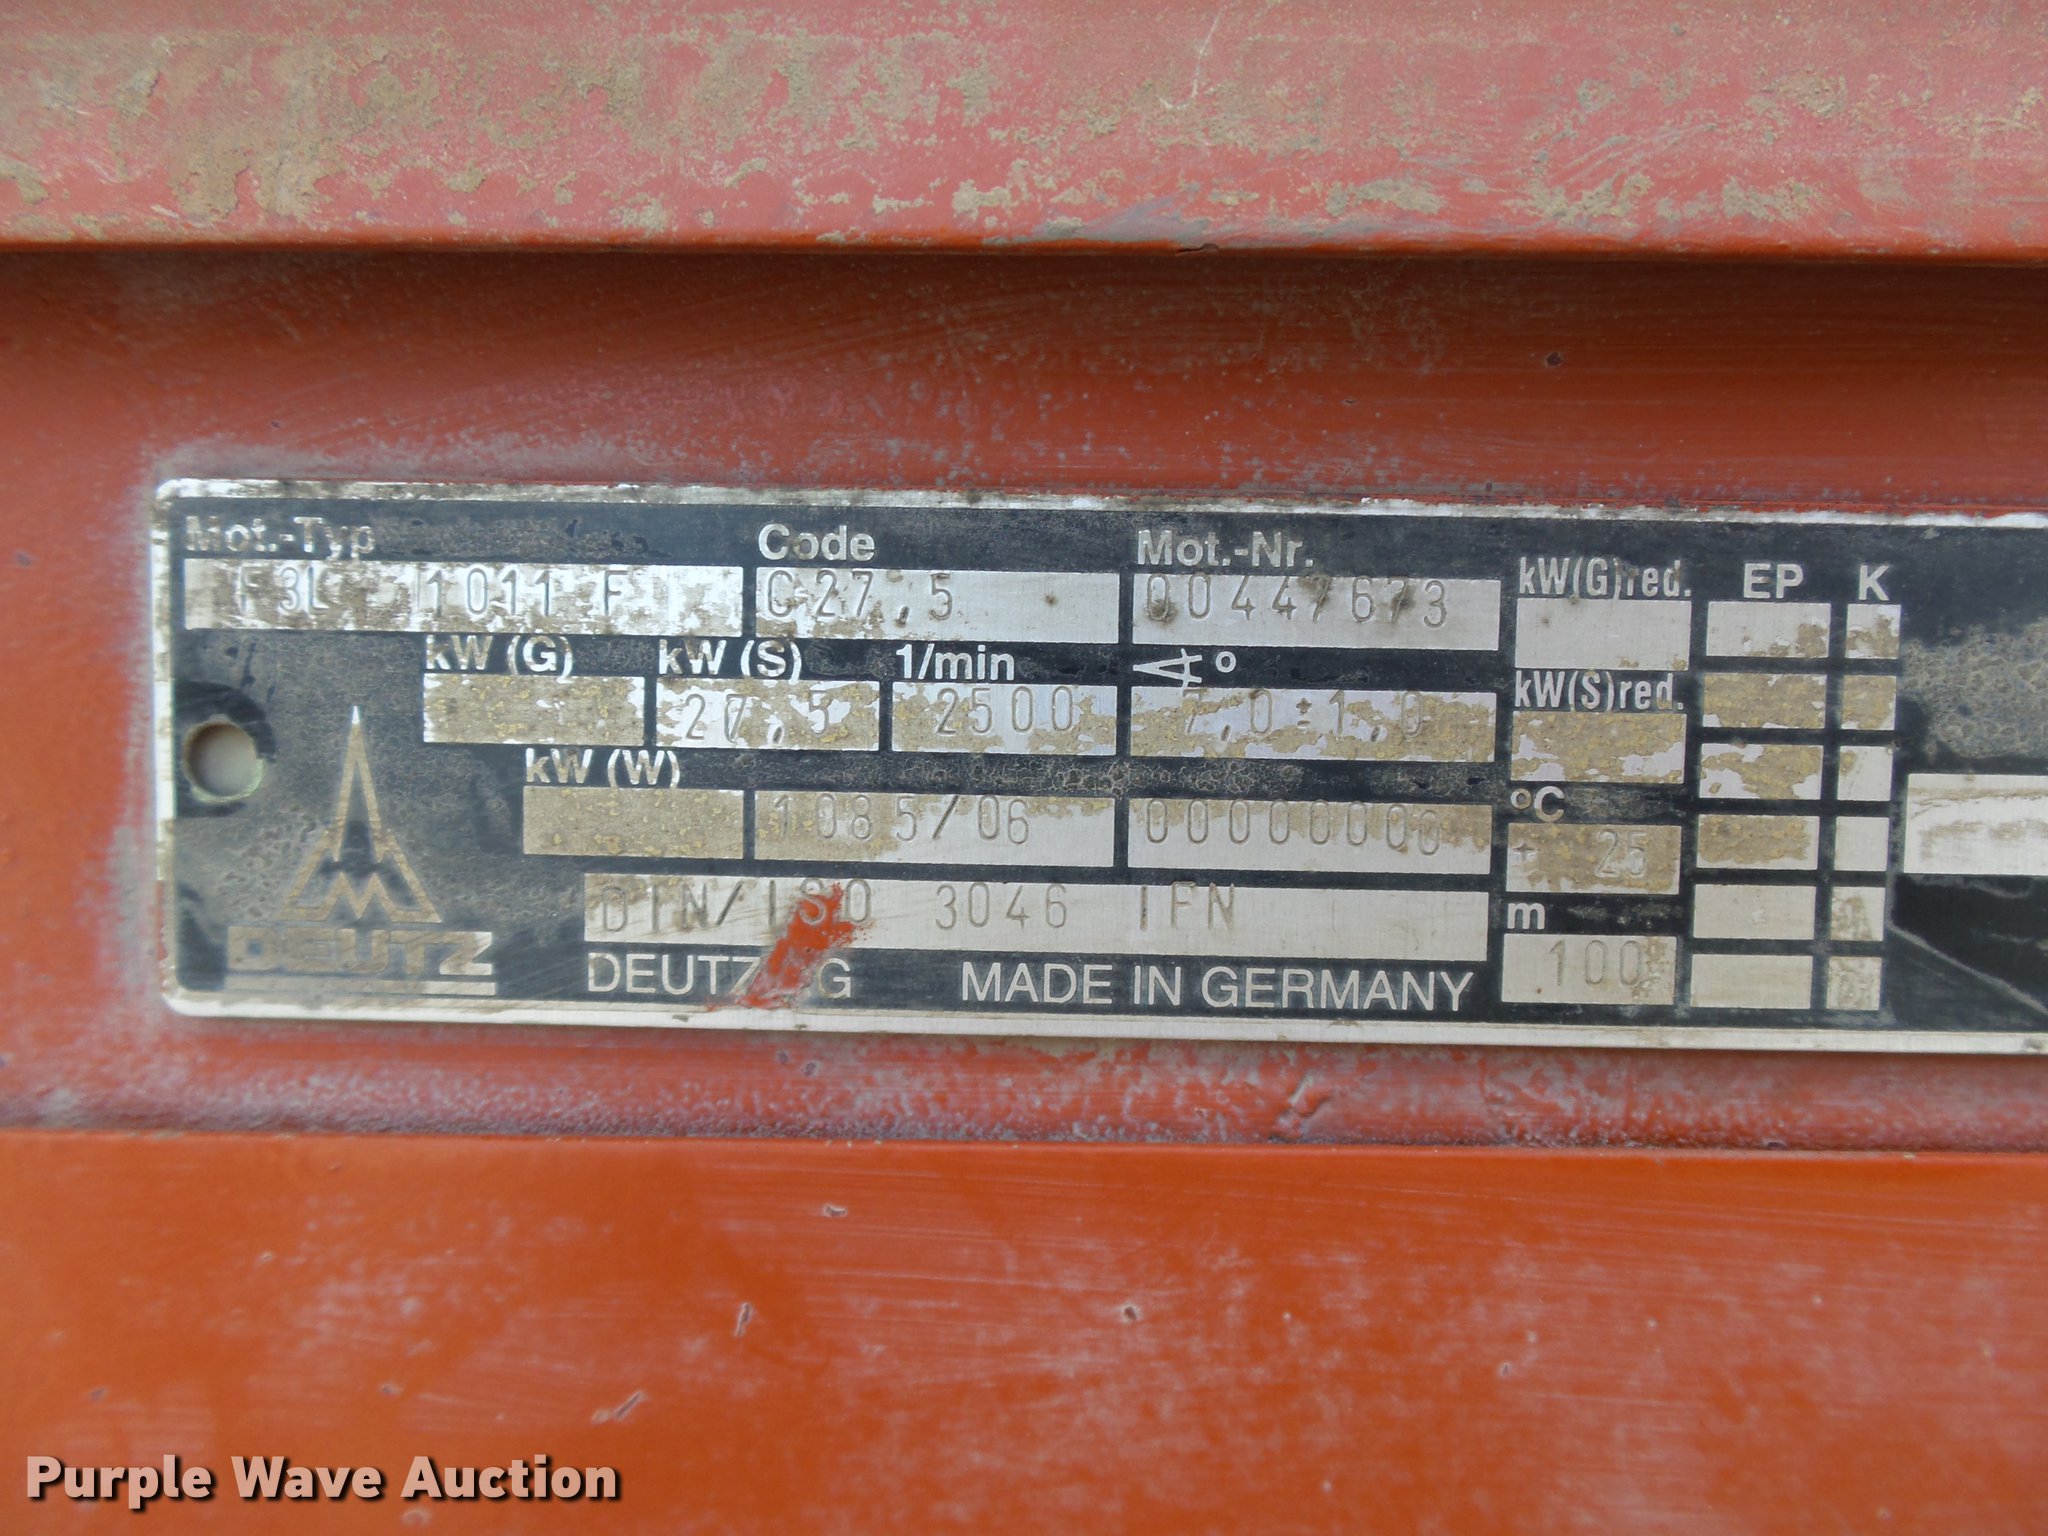 Mot.-Typ Code Mot.-Nr. kW(G)red. EP K
F3L 1011 F C 27,5 00447673
kW (G) kW (S) 1/min ° kW(S)red.
27,5 2500 7,0±1,0
kW (W) °C
1085/06 00000000 + 25
DIN/ISO 3046 IFN m
DEUTZ 100
DEUTZ G MADE IN GERMANY
Purple Wave Auction